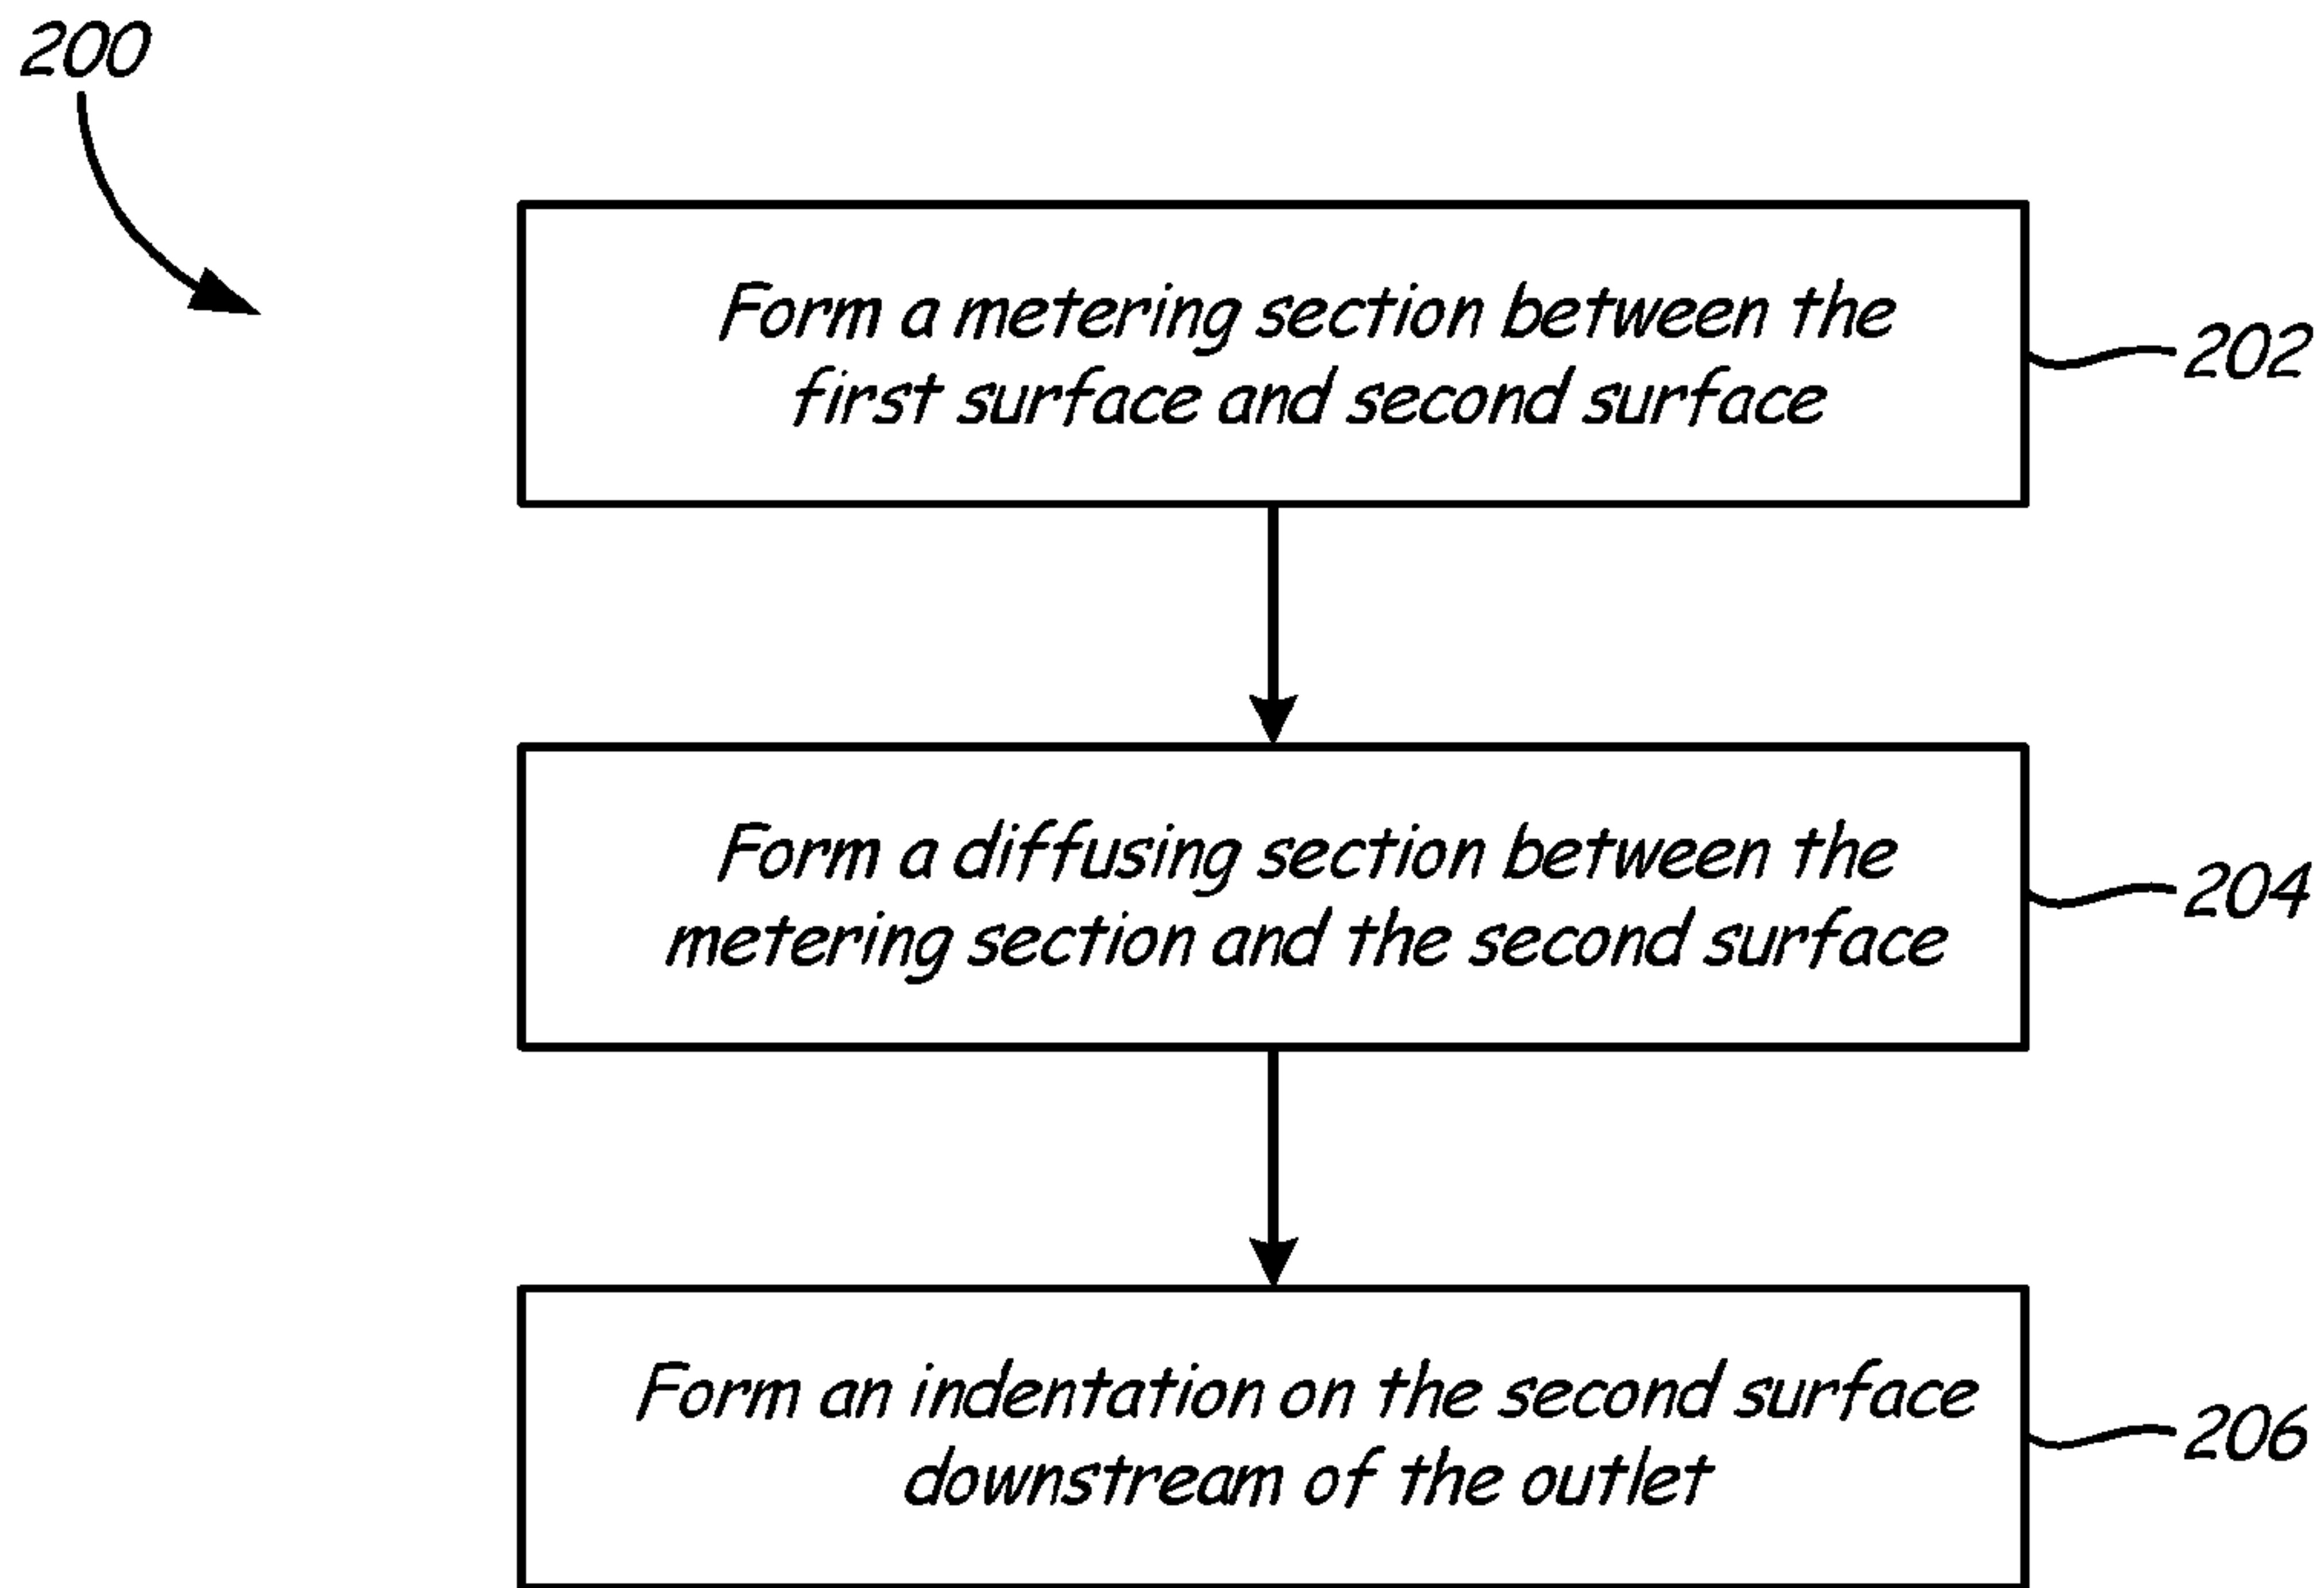 200
Form a metering section between the
first surface and second surface
202
Form a diffusing section between the
metering section and the second surface
204
Form an indentation on the second surface
downstream of the outlet
206